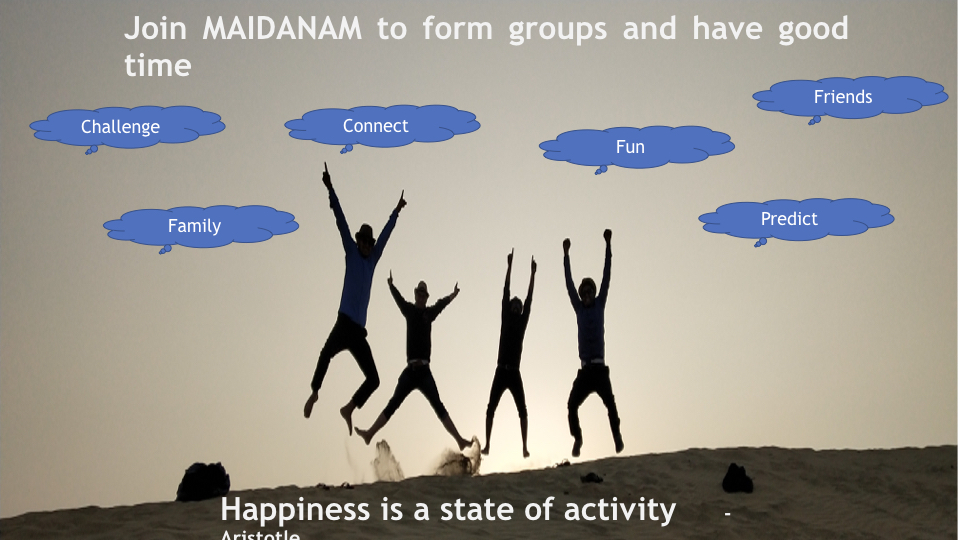 Join MAIDANAM to form groups and have good
time
Friends
Challenge
Connect
Fun
Family
Predict
Happiness is a state of activity -
Aristotle